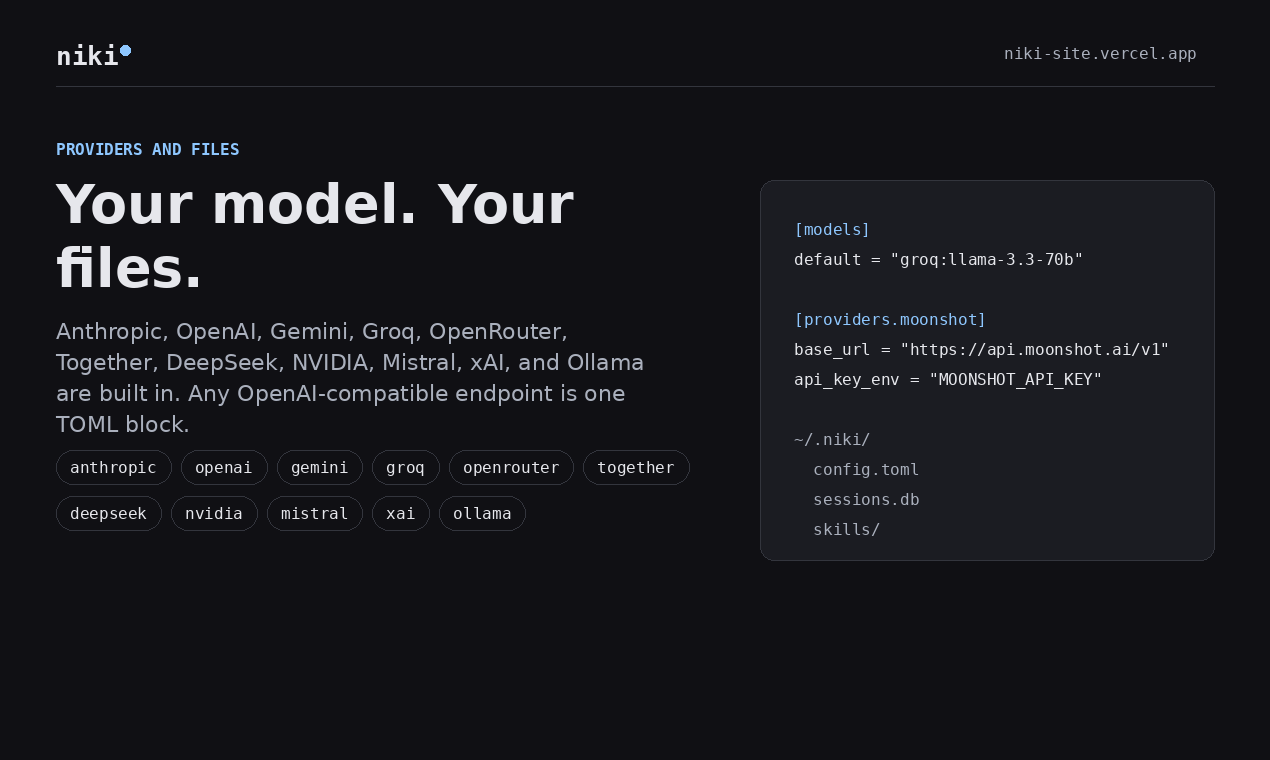 niki
niki-site.vercel.app
PROVIDERS AND FILES
Your model. Your
files.
Anthropic, OpenAI, Gemini, Groq, OpenRouter,
Together, DeepSeek, NVIDIA, Mistral, xAI, and Ollama
are built in. Any OpenAI-compatible endpoint is one
TOML block.
anthropic openai gemini groq openrouter together
deepseek nvidia mistral xai ollama
[models]
default = "groq:llama-3.3-70b"
[providers.moonshot]
base_url = "https://api.moonshot.ai/v1"
api_key_env = "MOONSHOT_API_KEY"
~/.niki/
config.toml
sessions.db
skills/